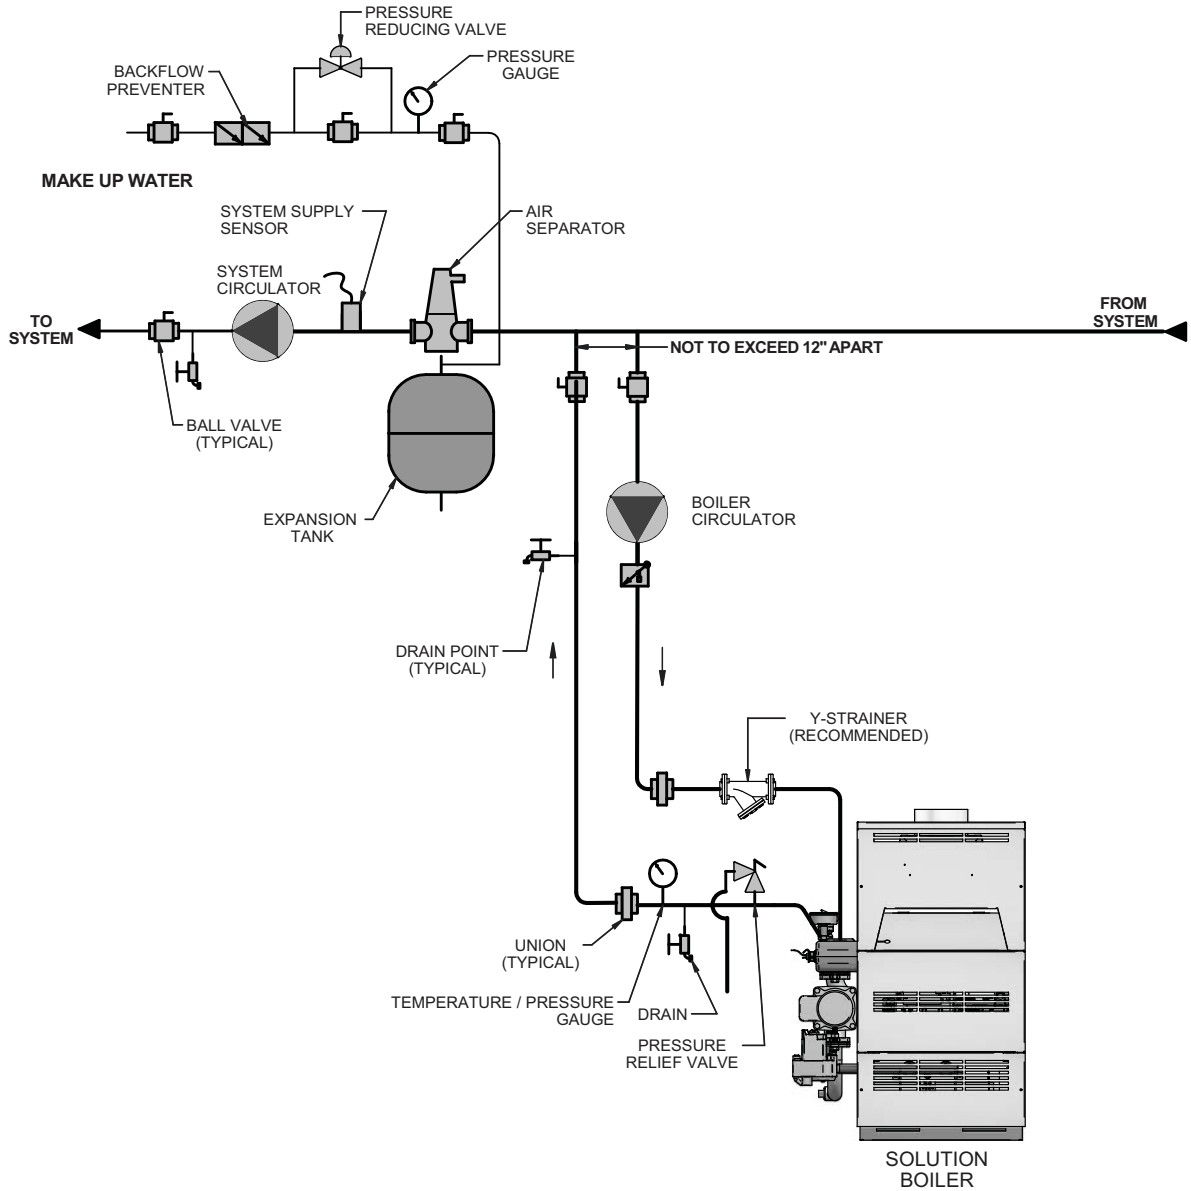 PRESSURE
REDUCING VALVE
PRESSURE
GAUGE
BACKFLOW
PREVENTER
MAKE UP WATER
SYSTEM SUPPLY
SENSOR
AIR
SEPARATOR
SYSTEM
CIRCULATOR
TO
SYSTEM
FROM
SYSTEM
NOT TO EXCEED 12" APART
BALL VALVE
(TYPICAL)
EXPANSION
TANK
BOILER
CIRCULATOR
DRAIN POINT
(TYPICAL)
Y-STRAINER
(RECOMMENDED)
UNION
(TYPICAL)
TEMPERATURE / PRESSURE
GAUGE
DRAIN
PRESSURE
RELIEF VALVE
SOLUTION
BOILER